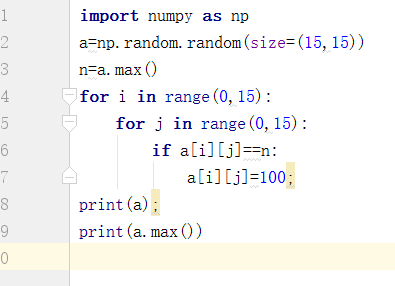 1 import numpy as np
2 a=np.random.random(size=(15,15))
3 n=a.max()
4 for i in range(0,15):
5     for j in range(0,15):
6         if a[i][j]==n:
7             a[i][j]=100;
8 print(a);
9 print(a.max())
0